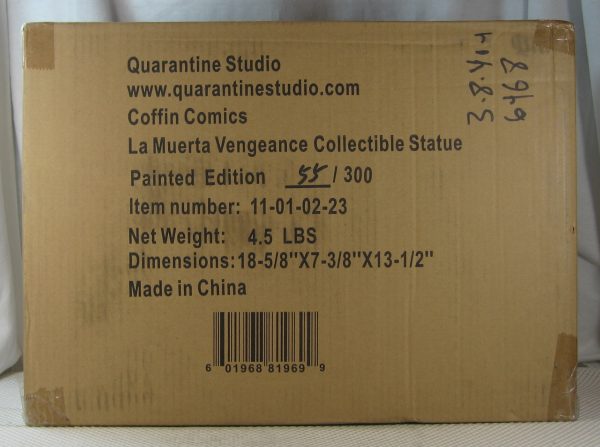 Quarantine Studio
www.quarantinestudio.com
Coffin Comics
La Muerta Vengeance Collectible Statue
Painted Edition 55 / 300
Item number: 11-01-02-23
Net Weight: 4.5 LBS
Dimensions:18-5/8"X7-3/8"X13-1/2"
Made in China
6 01968 81969 9
6468